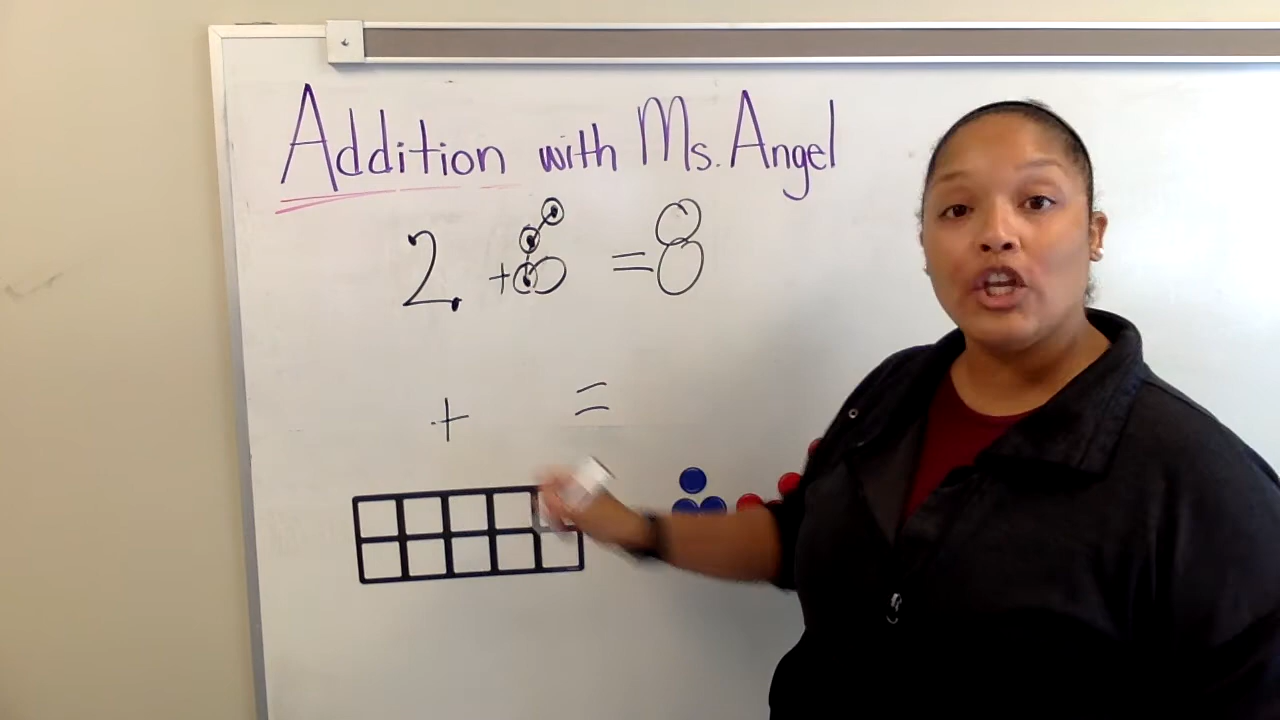 Addition with Ms. Angel
2 +6 =8
+ =